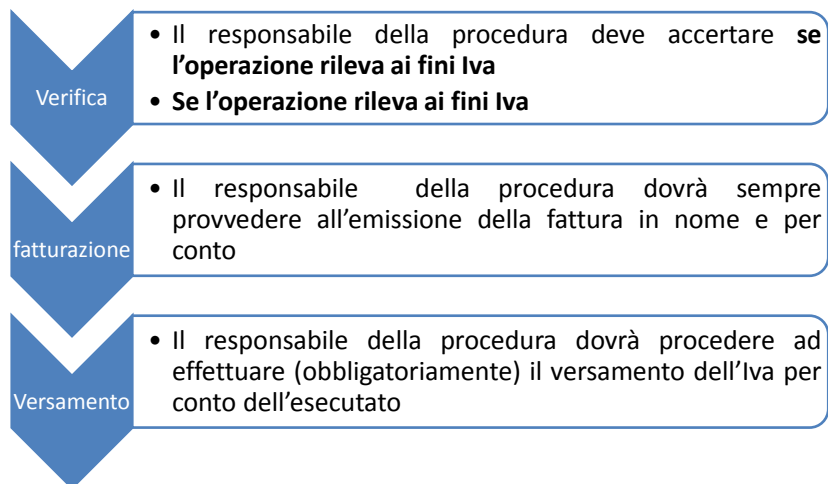 Verifica
• Il responsabile della procedura deve accertare se
l'operazione rileva ai fini Iva
• Se l'operazione rileva ai fini Iva
fatturazione
• Il responsabile della procedura dovrà sempre
provvedere all'emissione della fattura in nome e per
conto
Versamento
• Il responsabile della procedura dovrà procedere ad
effettuare (obbligatoriamente) il versamento dell'Iva per
conto dell'esecutato